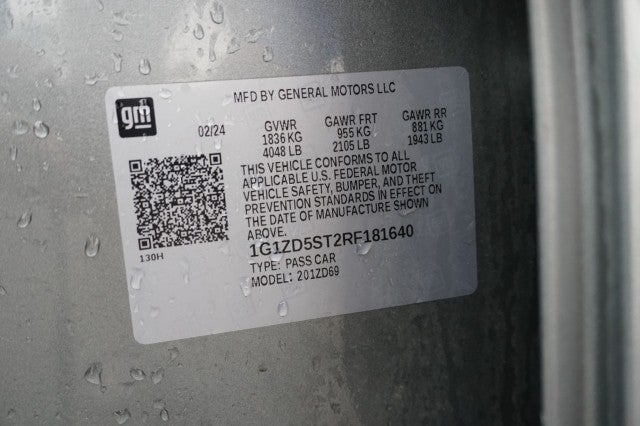 MFD BY GENERAL MOTORS LLC
gm
02/24 GVWR GAWR FRT GAWR RR
1836 KG 955 KG 881 KG
4048 LB 2105 LB 1943 LB
THIS VEHICLE CONFORMS TO ALL
APPLICABLE U.S. FEDERAL MOTOR
VEHICLE SAFETY, BUMPER, AND THEFT
PREVENTION STANDARDS IN EFFECT ON
THE DATE OF MANUFACTURE SHOWN
ABOVE.
130H
1G1ZD5ST2RF181640
TYPE: PASS CAR
MODEL: 201ZD69